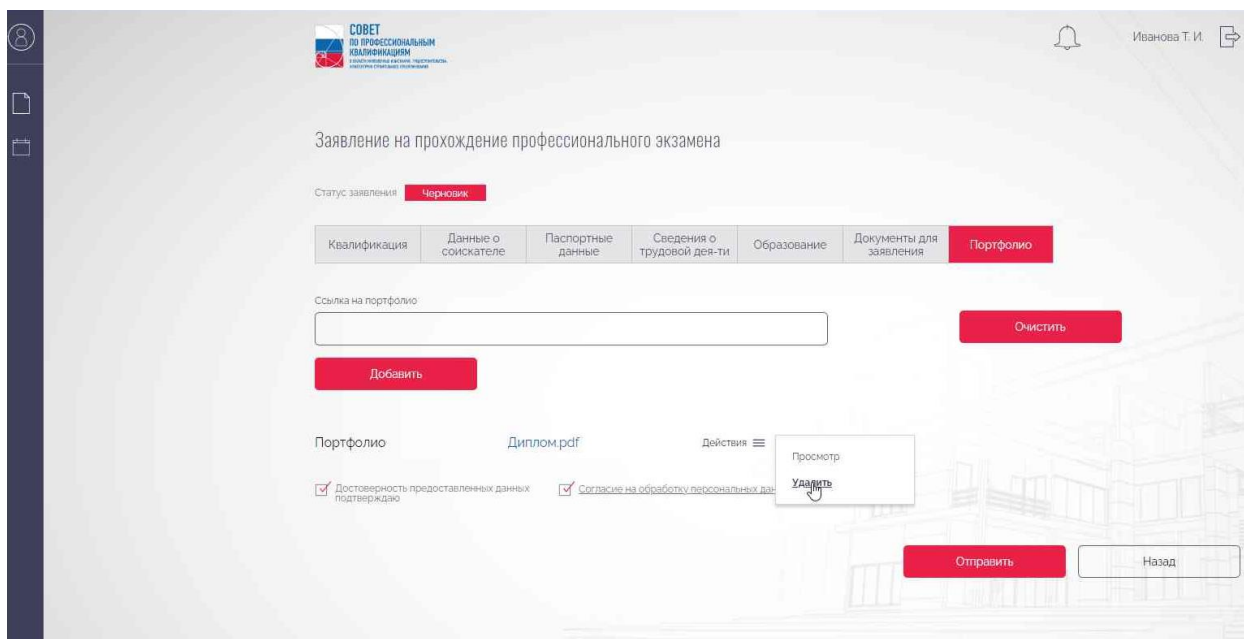 СОВЕТ
ПО ПРОФЕССИОНАЛЬНЫМ
КВАЛИФИКАЦИЯМ
Иванова Т. И.
Заявление на прохождение профессионального экзамена
Статус заявления
Черновик
Квалификация
Данные о
соискателе
Паспортные
данные
Сведения о
трудовой дея-ти
Образование
Документы для
заявления
Портфолио
Ссылка на портфолио
Очистить
Добавить
Портфолио
Диплом.pdf
Действия
Просмотр
Удалить
Достоверность предоставленных данных
подтверждаю
Согласие на обработку персональных дан
Отправить
Назад